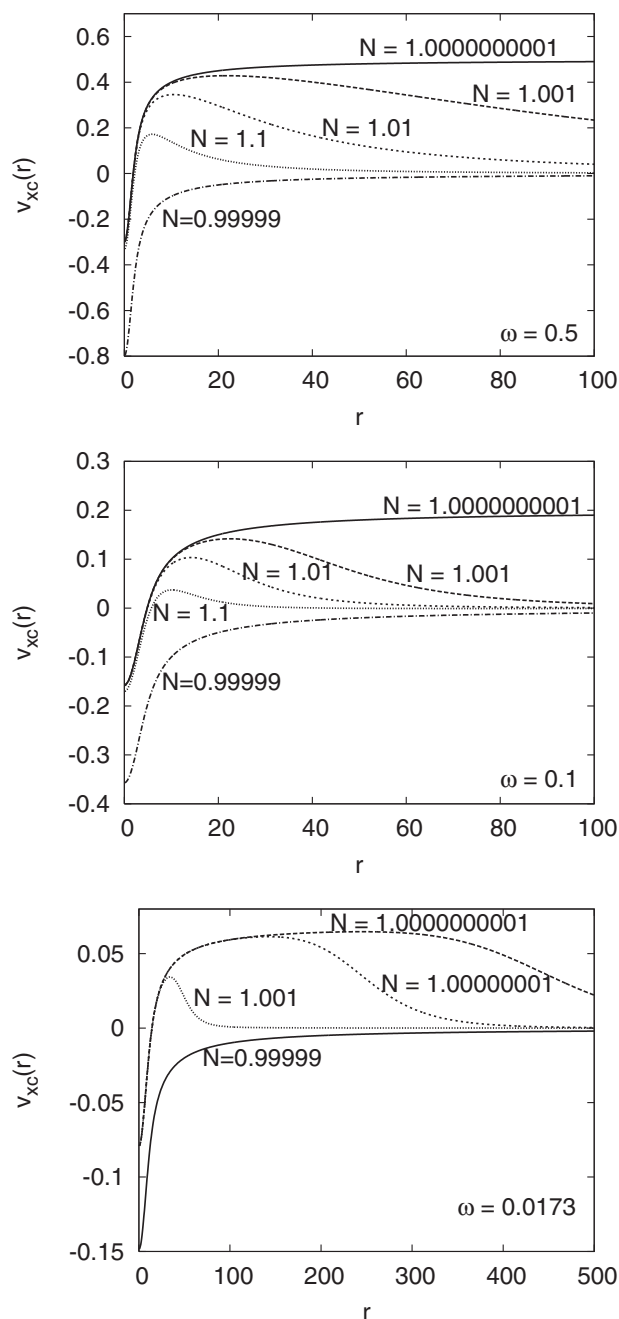 0.6
N = 1.0000000001
0.4
N = 1.001
N = 1.01
0.2
N = 1.1
0
-0.2
N=0.99999
-0.4
-0.6
-0.8
ω = 0.5
0 20 40 60 80 100
r
v_xc(r)
0.3
N = 1.0000000001
0.2
0.1
N = 1.01
N = 1.001
0
N = 1.1
-0.1
N=0.99999
-0.2
-0.3
-0.4
ω = 0.1
0 20 40 60 80 100
r
v_xc(r)
N = 1.0000000001
0.05
N = 1.001
N = 1.00000001
0
N=0.99999
-0.05
-0.1
ω = 0.0173
-0.15
0 100 200 300 400 500
r
v_xc(r)